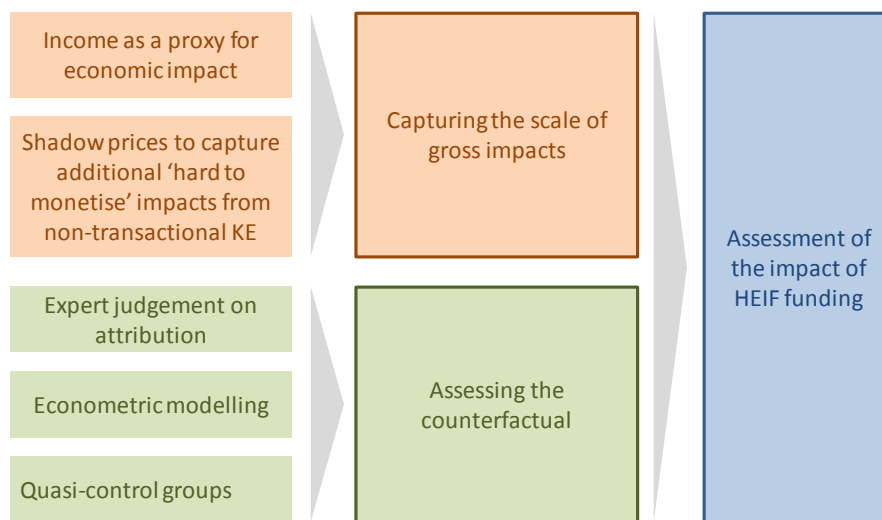 Income as a proxy for
economic impact
Shadow prices to capture
additional ‘hard to
monetise’ impacts from
non-transactional KE
Capturing the scale of
gross impacts
Expert judgement on
attribution
Econometric modelling
Quasi-control groups
Assessing the
counterfactual
Assessment of
the impact of
HEIF funding